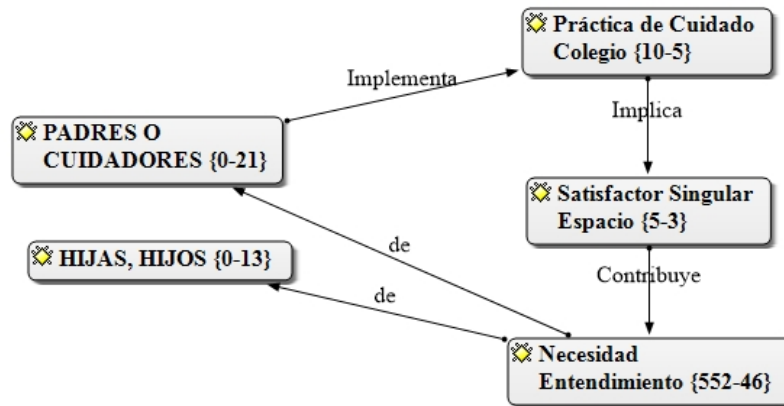 Práctica de Cuidado
Colegio {10-5}
Implementa
Implica
PADRES O
CUIDADORES {0-21}
Satisfactor Singular
Espacio {5-3}
de
HIJAS, HIJOS {0-13}
Contribuye
de
Necesidad
Entendimiento {552-46}